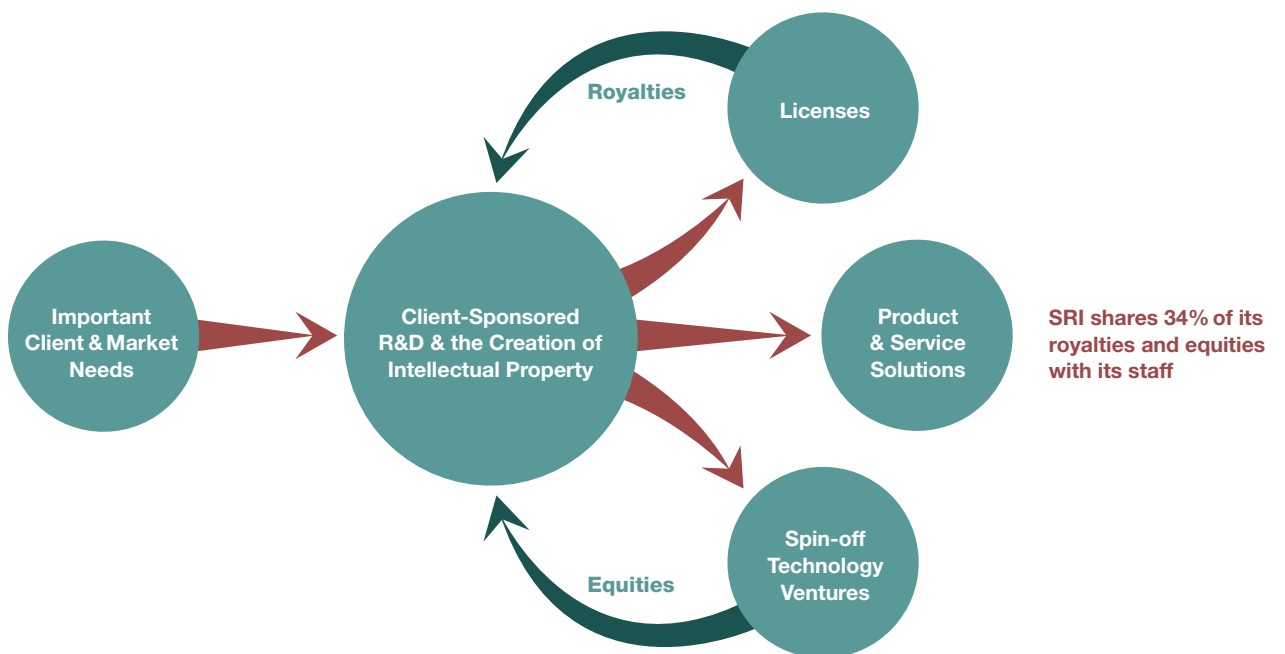 Royalties
Licenses
Important
Client & Market
Needs
Client-Sponsored
R&D & the Creation of
Intellectual Property
Product
& Service
Solutions
SRI shares 34% of its
royalties and equities
with its staff
Spin-off
Technology
Ventures
Equities